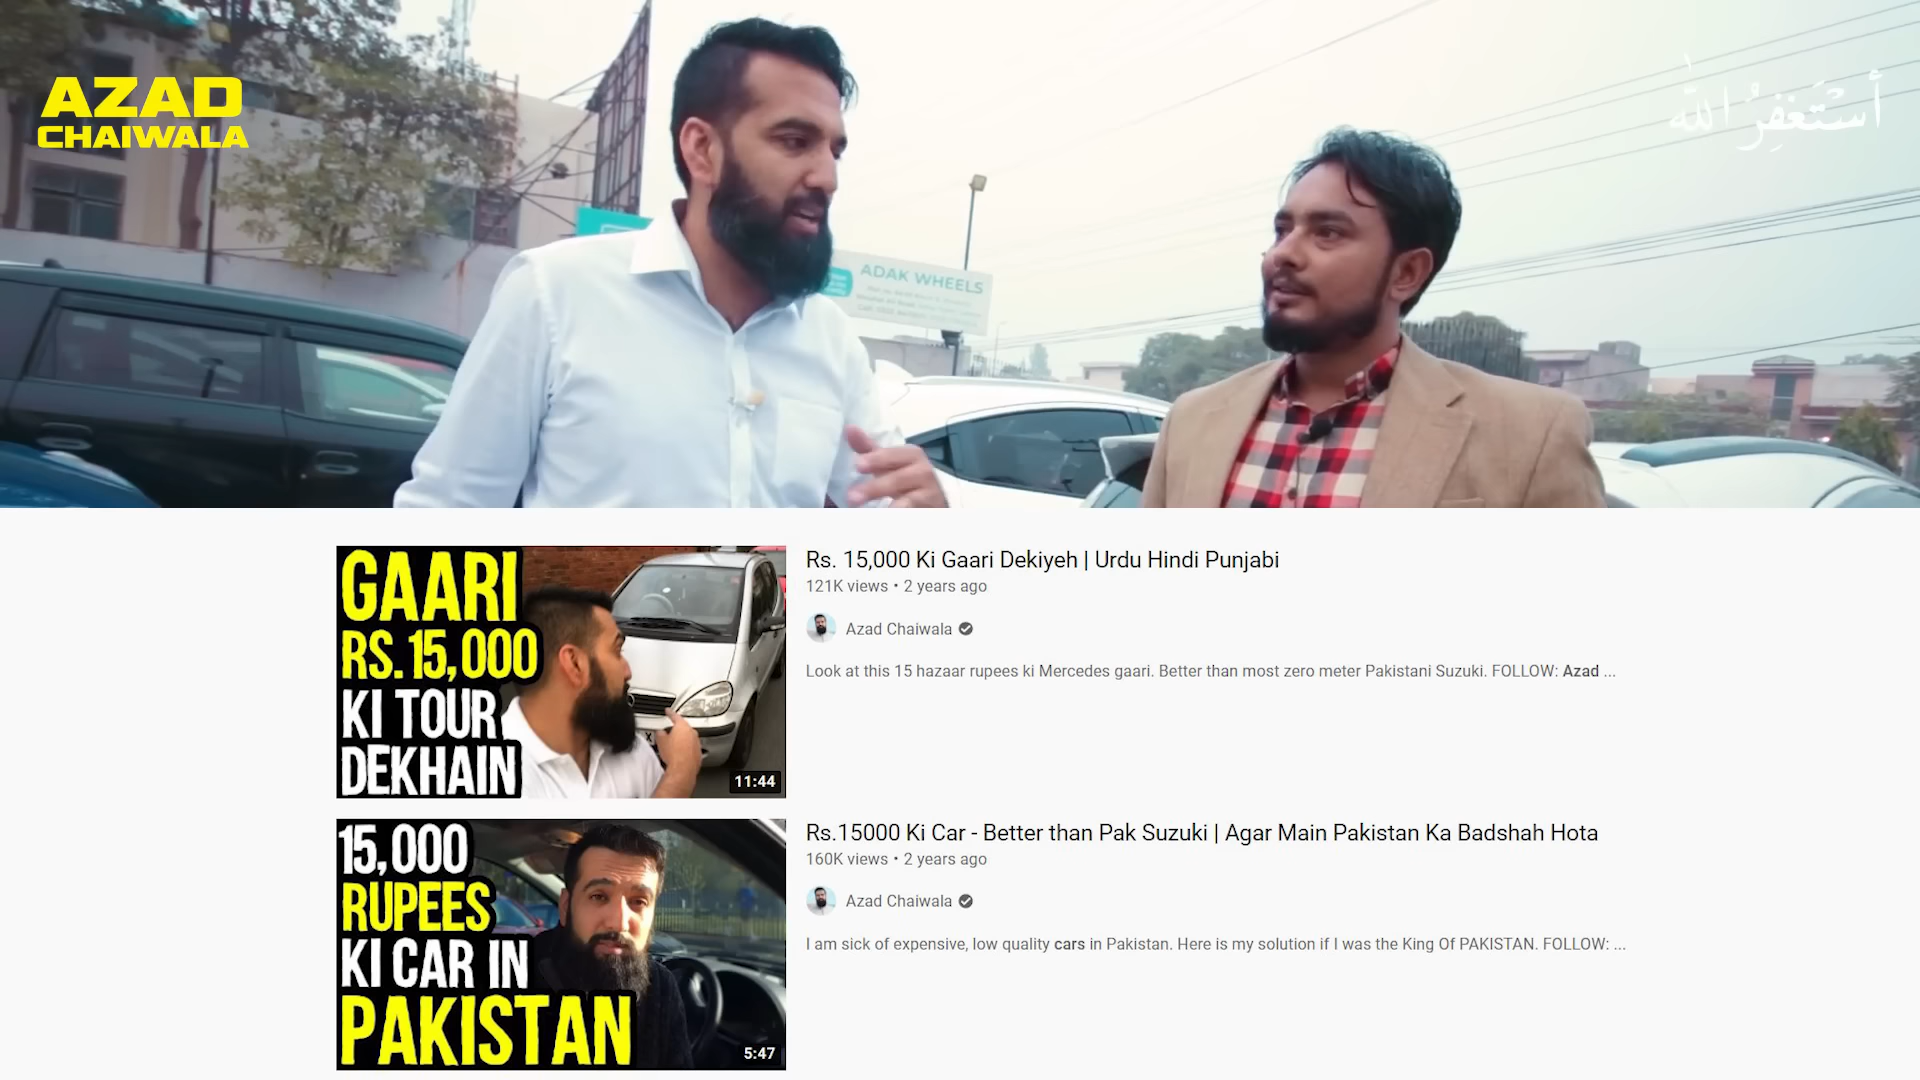 AZAD
CHAIWALA
أستغفر الله
ADAK WHEELS
GAARI
RS.15,000
KI TOUR
DEKHAIN
11:44
Rs. 15,000 Ki Gaari Dekiyeh | Urdu Hindi Punjabi
121K views • 2 years ago
Azad Chaiwala
Look at this 15 hazaar rupees ki Mercedes gaari. Better than most zero meter Pakistani Suzuki. FOLLOW: Azad ...
15,000
RUPEES
KI CAR IN
PAKISTAN
5:47
Rs.15000 Ki Car - Better than Pak Suzuki | Agar Main Pakistan Ka Badshah Hota
160K views • 2 years ago
Azad Chaiwala
I am sick of expensive, low quality cars in Pakistan. Here is my solution if I was the King Of PAKISTAN. FOLLOW: ...